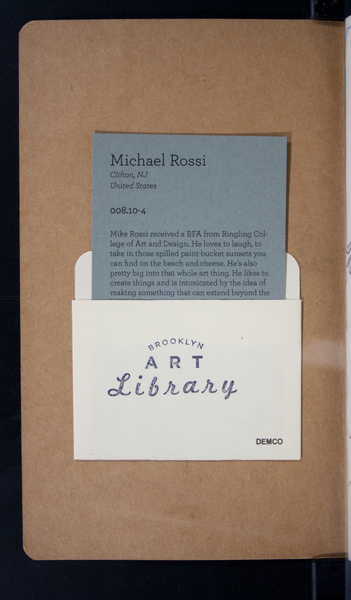 Michael Rossi
Clifton, NJ
United States
008.10-4
Mike Rossi received a BFA from Ringling Col-
lege of Art and Design. He loves to laugh, to
take in those spilled paint-bucket sunsets you
can find on the beach and cheese. He's also
pretty big into that whole art thing. He likes to
create things and is intoxicated by the idea of
making something that can extend beyond the
BROOKLYN
ART
Library
DEMCO